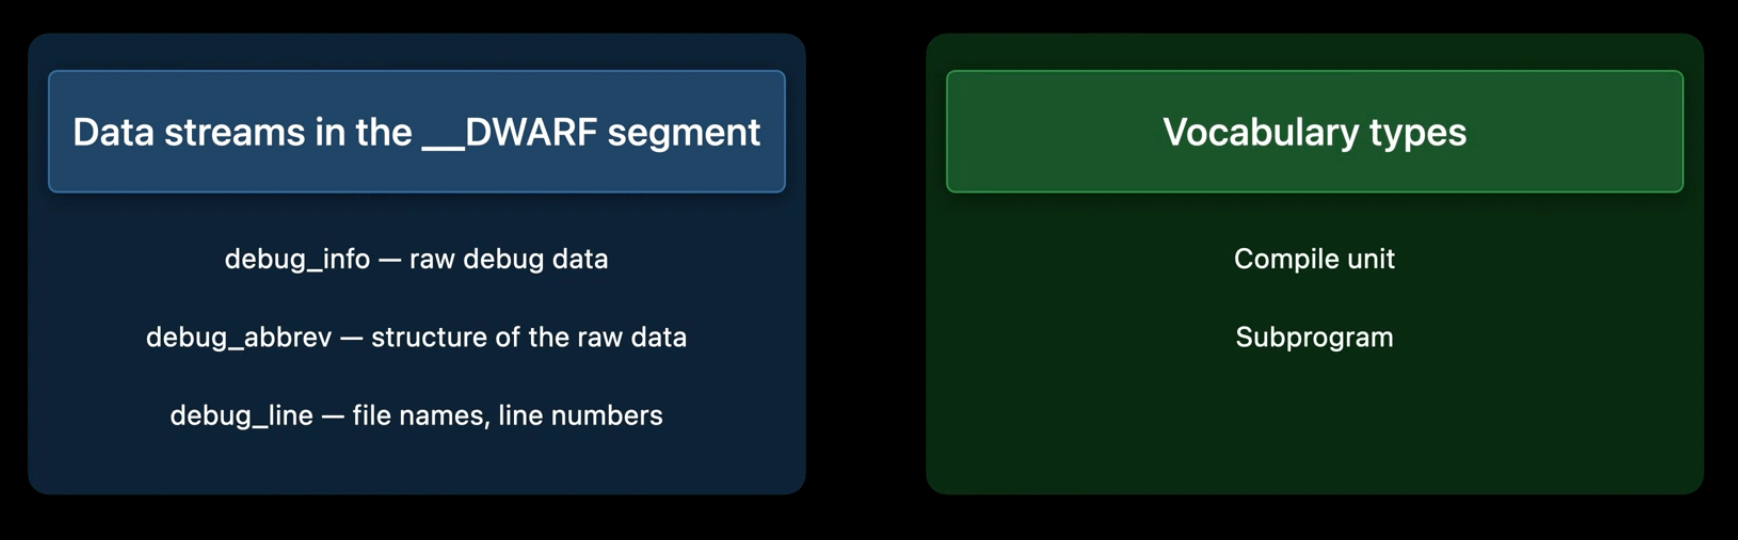 Data streams in the __DWARF segment
debug_info — raw debug data
debug_abbrev — structure of the raw data
debug_line — file names, line numbers
Vocabulary types
Compile unit
Subprogram